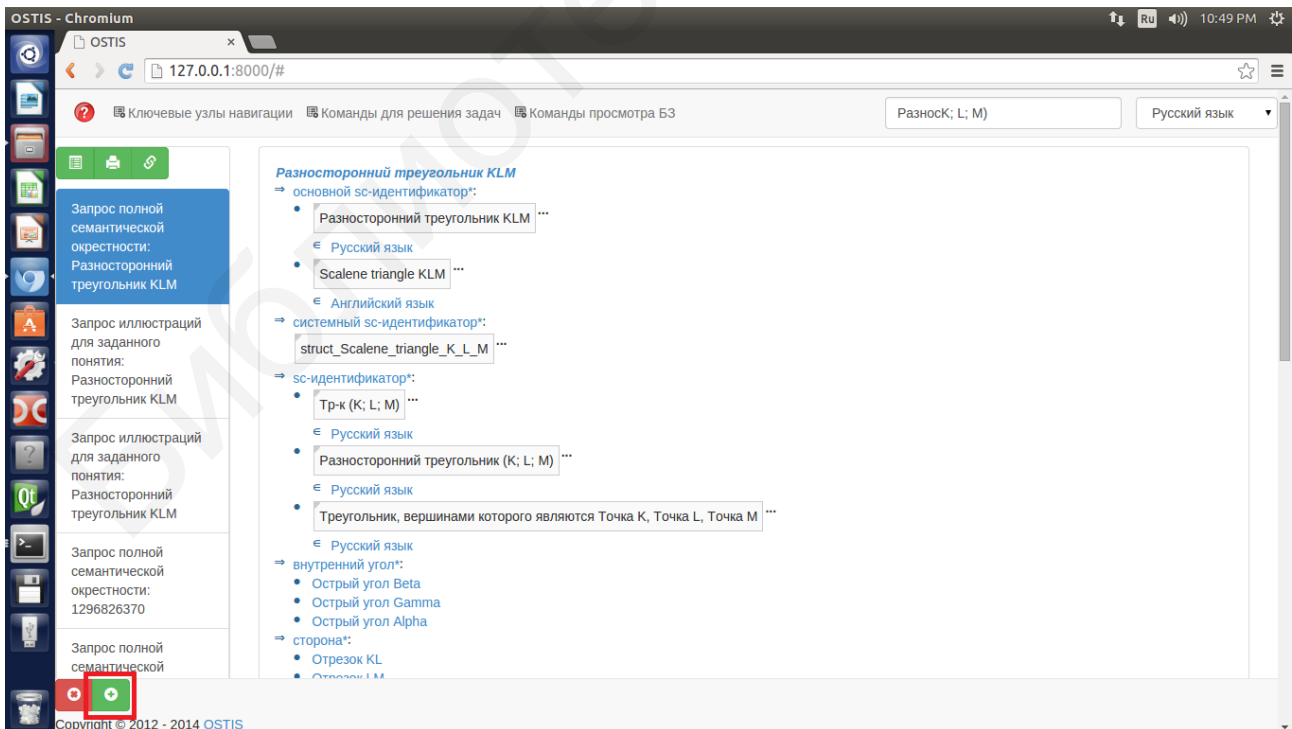 OSTIS - Chromium
Ru
10:49 PM
OSTIS
×
127.0.0.1:8000/#
Ключевые узлы навигации
Команды для решения задач
Команды просмотра БЗ
РазносK; L; M)
Русский язык
Запрос полной
семантической
окрестности:
Разносторонний
треугольник KLM
Запрос иллюстраций
для заданного
понятия:
Разносторонний
треугольник KLM
Запрос иллюстраций
для заданного
понятия:
Разносторонний
треугольник KLM
Запрос полной
семантической
окрестности:
1296826370
Запрос полной
семантической
Разносторонний треугольник KLM
⇒ основной sc-идентификатор*:
• Разносторонний треугольник KLM ...
∈ Русский язык
• Scalene triangle KLM ...
∈ Английский язык
⇒ системный sc-идентификатор*:
struct_Scalene_triangle_K_L_M ...
⇒ sc-идентификатор*:
• Тр-к (K; L; M) ...
∈ Русский язык
• Разносторонний треугольник (K; L; M) ...
∈ Русский язык
• Треугольник, вершинами которого являются Точка K, Точка L, Точка M ...
∈ Русский язык
⇒ внутренний угол*:
• Острый угол Beta
• Острый угол Gamma
• Острый угол Alpha
⇒ сторона*:
• Отрезок KL
• Отрезок LM
Copyright © 2012 - 2014 OSTIS
Библиоте